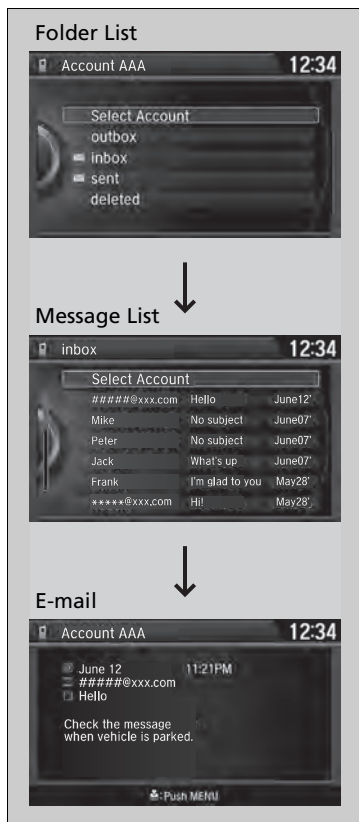 Folder List
Account AAA 12:34
Select Account
outbox
inbox
sent
deleted
Message List
inbox 12:34
Select Account
#####@xxx.com Hello June12'
Mike No subject June07'
Peter No subject June07'
Jack What's up June07'
Frank I'm glad to you May28'
*****@xxx.com Hi! May28'
E-mail
Account AAA 12:34
June 12 11:21PM
#####@xxx.com
Hello
Check the message
when vehicle is parked.
:Push MENU